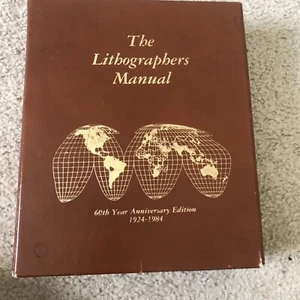 The
Lithographers
Manual
60th Year Anniversary Edition
1924-1984